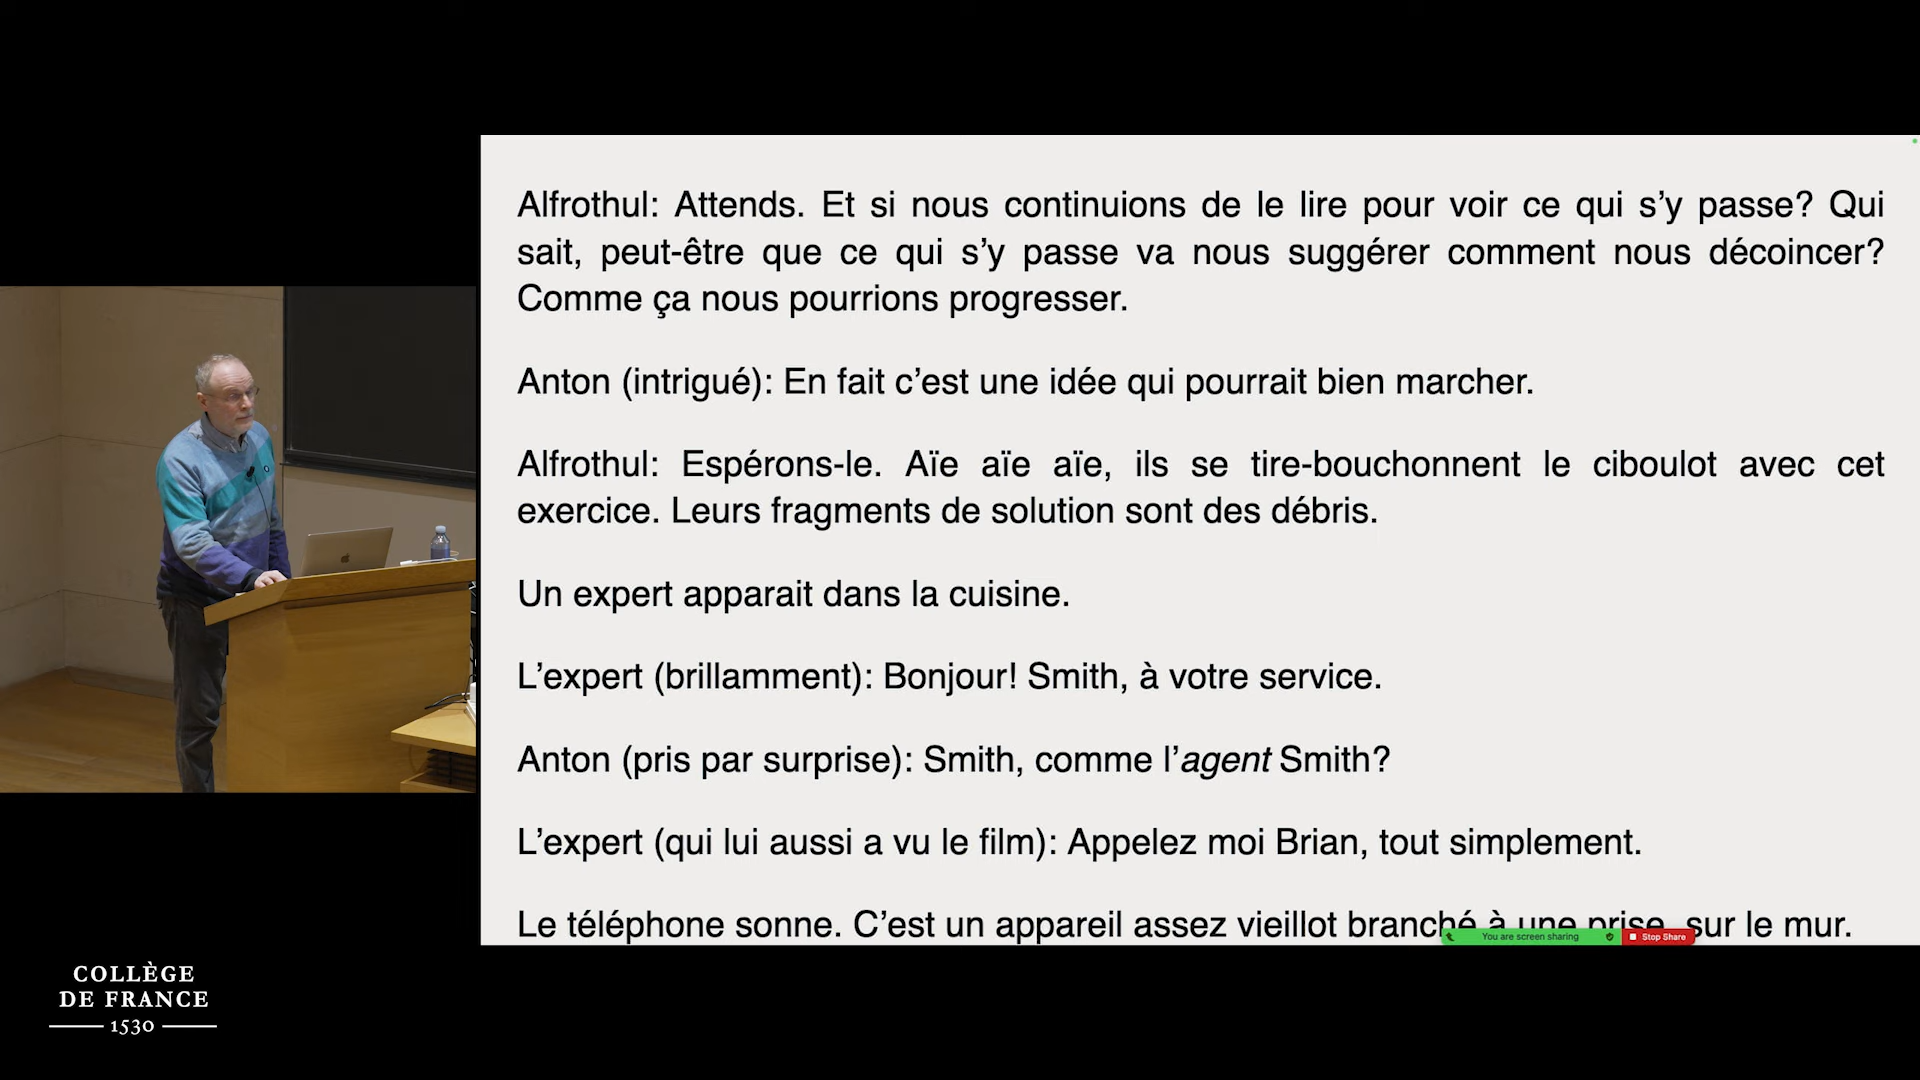 Alfrothul: Attends. Et si nous continuions de le lire pour voir ce qui s’y passe? Qui
sait, peut-être que ce qui s’y passe va nous suggérer comment nous décoincer?
Comme ça nous pourrions progresser.
Anton (intrigué): En fait c’est une idée qui pourrait bien marcher.
Alfrothul: Espérons-le. Aïe aïe aïe, ils se tire-bouchonnent le ciboulot avec cet
exercice. Leurs fragments de solution sont des débris.
Un expert apparait dans la cuisine.
L’expert (brillamment): Bonjour! Smith, à votre service.
Anton (pris par surprise): Smith, comme l’agent Smith?
L’expert (qui lui aussi a vu le film): Appelez moi Brian, tout simplement.
Le téléphone sonne. C’est un appareil assez vieillot branché à une prise sur le mur.
You are screen sharing
Stop Share
COLLÈGE
DE FRANCE
1530